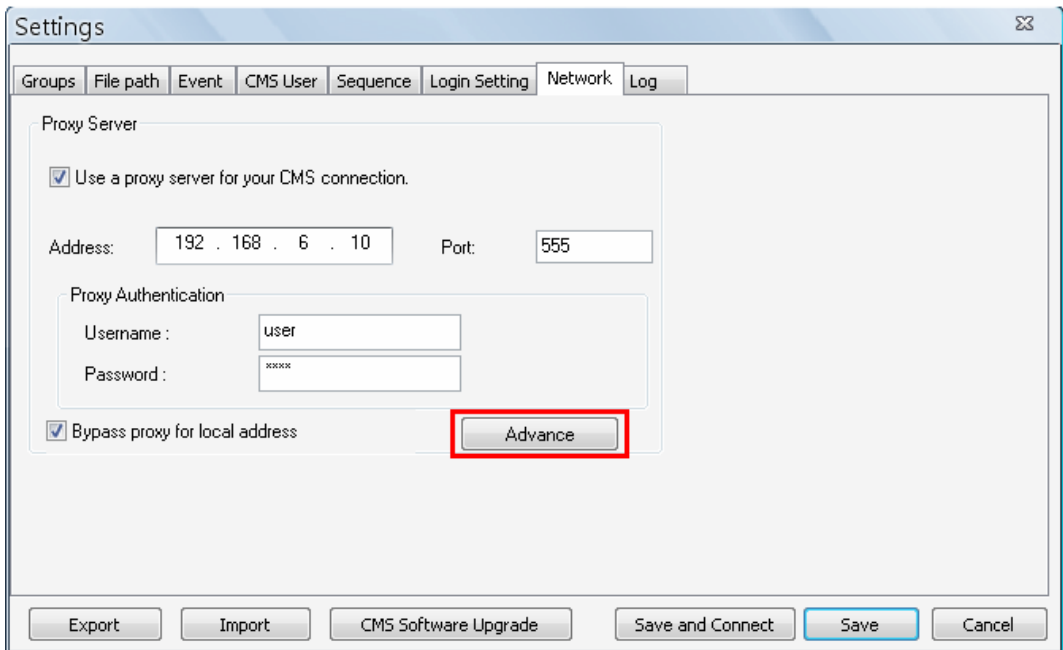 Settings
Groups File path Event CMS User Sequence Login Setting Network Log
Proxy Server
Use a proxy server for your CMS connection.
Address: 192 . 168 . 6 . 10 Port: 555
Proxy Authentication
Username : user
Password : ****
Bypass proxy for local address Advance
Export Import CMS Software Upgrade Save and Connect Save Cancel